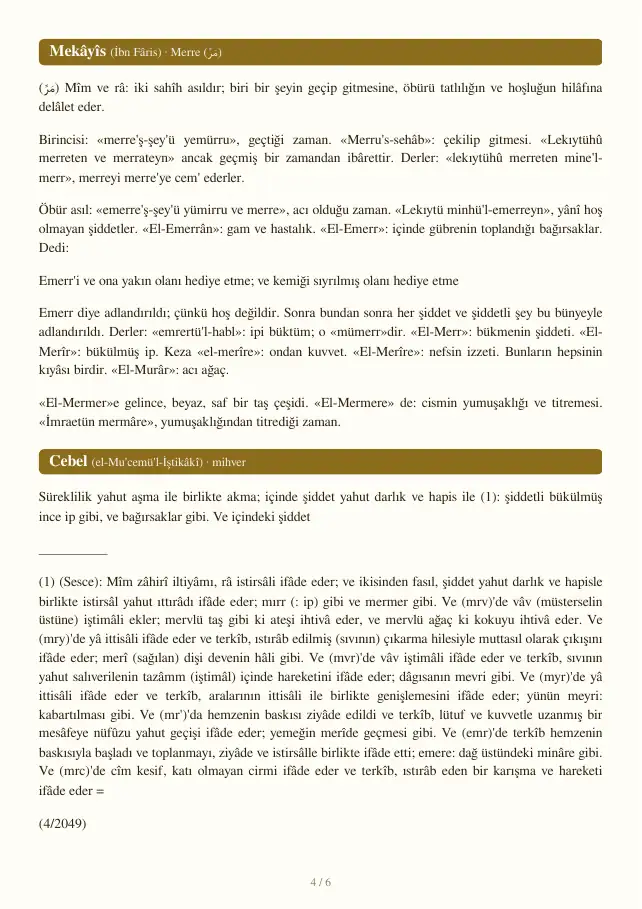 Mekâyîs (İbn Fâris) · Merre (مَرَّ)
(مَرَّ) Mîm ve râ: iki sahîh asıldır; biri bir şeyin geçip gitmesine, öbürü tatlılığın ve hoşluğun hilâfına
delâlet eder.
Birincisi: «merre'ş-şey'ü yemürru», geçtiği zaman. «Merru's-sehâb»: çekilip gitmesi. «Lekıytühû
merreten ve merrateyn» ancak geçmiş bir zamandan ibârettir. Derler: «lekıytühû merreten mine'l-
merr», merreyi merre'ye cem' ederler.
Öbür asıl: «emerre'ş-şey'ü yümirru ve merre», acı olduğu zaman. «Lekıytü minhü'l-emerreyn», yânî hoş
olmayan şiddetler. «El-Emerrân»: gam ve hastalık. «El-Emerr»: içinde gübrenin toplandığı bağırsaklar.
Dedi:
Emerr'i ve ona yakın olanı hediye etme; ve kemiği sıyrılmış olanı hediye etme
Emerr diye adlandırıldı; çünkü hoş değildir. Sonra bundan sonra her şiddet ve şiddetli şey bu bünyeyle
adlandırıldı. Derler: «emrertü'l-habl»: ipi büktüm; o «mümerr»dir. «El-Merr»: bükmenin şiddeti. «El-
Merîr»: bükülmüş ip. Keza «el-merîre»: ondan kuvvet. «El-Merîre»: nefsin izzeti. Bunların hepsinin
kıyâsı birdir. «El-Murâr»: acı ağaç.
«El-Mermer»e gelince, beyaz, saf bir taş çeşidi. «El-Mermere» de: cismin yumuşaklığı ve titremesi.
«İmraetün mermâre», yumuşaklığından titrediği zaman.
Cebel (el-Mu'cemü'l-İştikâkî) · mihver
Süreklilik yahut aşma ile birlikte akma; içinde şiddet yahut darlık ve hapis ile (1): şiddetli bükülmüş
ince ip gibi, ve bağırsaklar gibi. Ve içindeki şiddet
(1) (Sesce): Mîm zâhirî iltiyâmı, râ istirsâli ifâde eder; ve ikisinden fasıl, şiddet yahut darlık ve hapisle
birlikte istirsâl yahut ıttırâdı ifâde eder; mırr (: ip) gibi ve mermer gibi. Ve (mrv)'de vâv (müsterselin
üstüne) iştimâli ekler; mervlü taş gibi ki ateşi ihtivâ eder, ve mervlü ağaç ki kokuyu ihtivâ eder. Ve
(mry)'de yâ ittisâli ifâde eder ve terkîb, ıstırâb edilmiş (sıvının) çıkarma hilesiyle muttasıl olarak çıkışını
ifâde eder; merî (sağılan) dişi devenin hâli gibi. Ve (mvr)'de vâv iştimâli ifâde eder ve terkîb, sıvının
yahut salıverilenin tazâmm (iştimâl) içinde hareketini ifâde eder; dâgısanın mevri gibi. Ve (myr)'de yâ
ittisâli ifâde eder ve terkîb, aralarının ittisâli ile birlikte genişlemesini ifâde eder; yünün meyri:
kabartılması gibi. Ve (mr')'da hemzenin baskısı ziyâde edildi ve terkîb, lütuf ve kuvvetle uzanmış bir
mesâfeye nüfûzu yahut geçişi ifâde eder; yemeğin merîde geçmesi gibi. Ve (emr)'de terkîb hemzenin
baskısıyla başladı ve toplanmayı, ziyâde ve istirsâlle birlikte ifâde etti; emere: dağ üstündeki minâre gibi.
Ve (mrc)'de cîm kesif, katı olmayan cirmi ifâde eder ve terkîb, ıstırâb eden bir karışma ve hareketi
ifâde eder =
(4/2049)
4 / 6